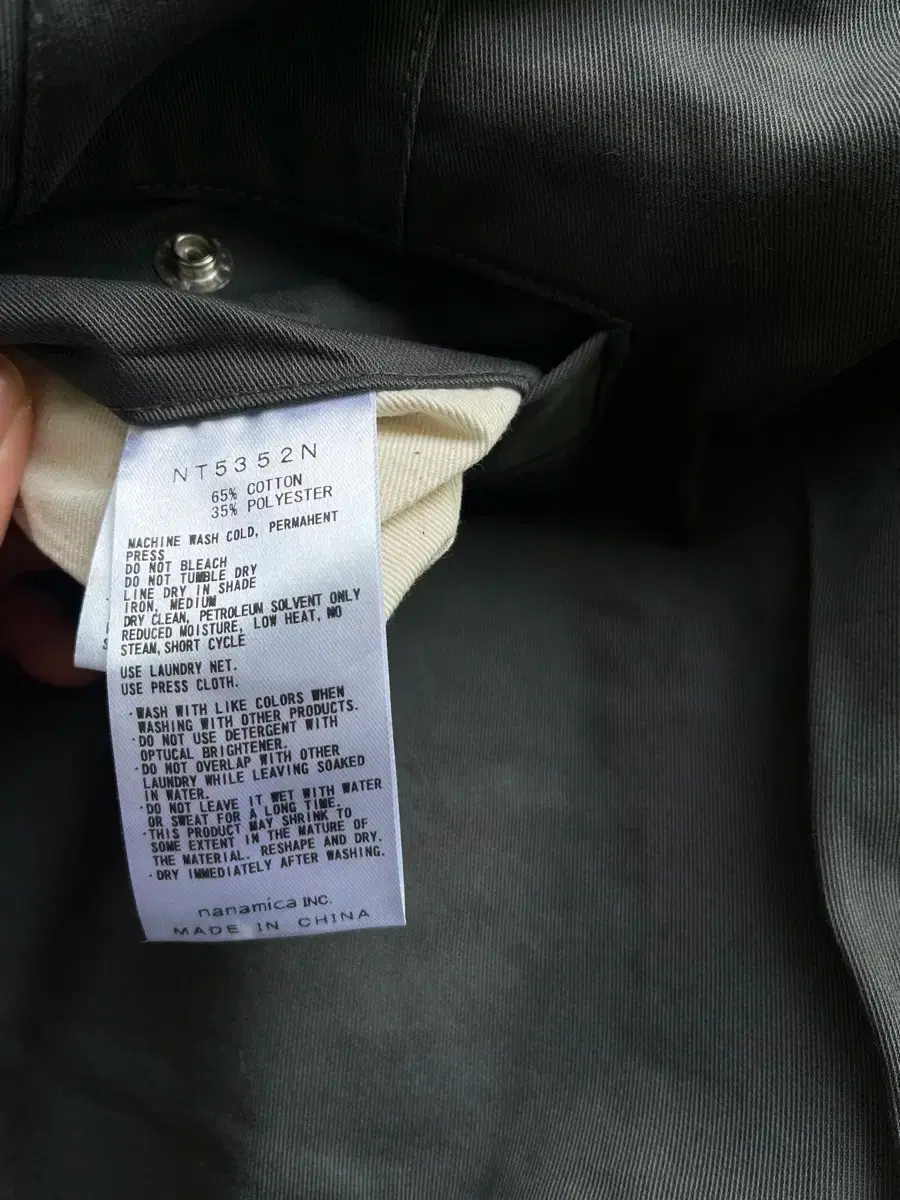 NT5352N
65% COTTON
35% POLYESTER
MACHINE WASH COLD, PERMAHENT
PRESS
DO NOT BLEACH
DO NOT TUMBLE DRY
LINE DRY IN SHADE
IRON, MEDIUM
DRY CLEAN, PETROLEUM SOLVENT ONLY
REDUCED MOISTURE, LOW HEAT, NO
STEAM, SHORT CYCLE
USE LAUNDRY NET.
USE PRESS CLOTH.
·WASH WITH LIKE COLORS WHEN
WASHING WITH OTHER PRODUCTS.
·DO NOT USE DETERGENT WITH
OPTUCAL BRIGHTENER.
·DO NOT OVERLAP WITH OTHER
LAUNDRY WHILE LEAVING SOAKED
IN WATER.
·DO NOT LEAVE IT WET WITH WATER
OR SWEAT FOR A LONG TIME.
·THIS PRODUCT MAY SHRINK TO
SOME EXTENT IN THE NATURE OF
THE MATERIAL. RESHAPE AND DRY.
·DRY IMMEDIATELY AFTER WASHING.
nanamica INC.
MADE IN CHINA